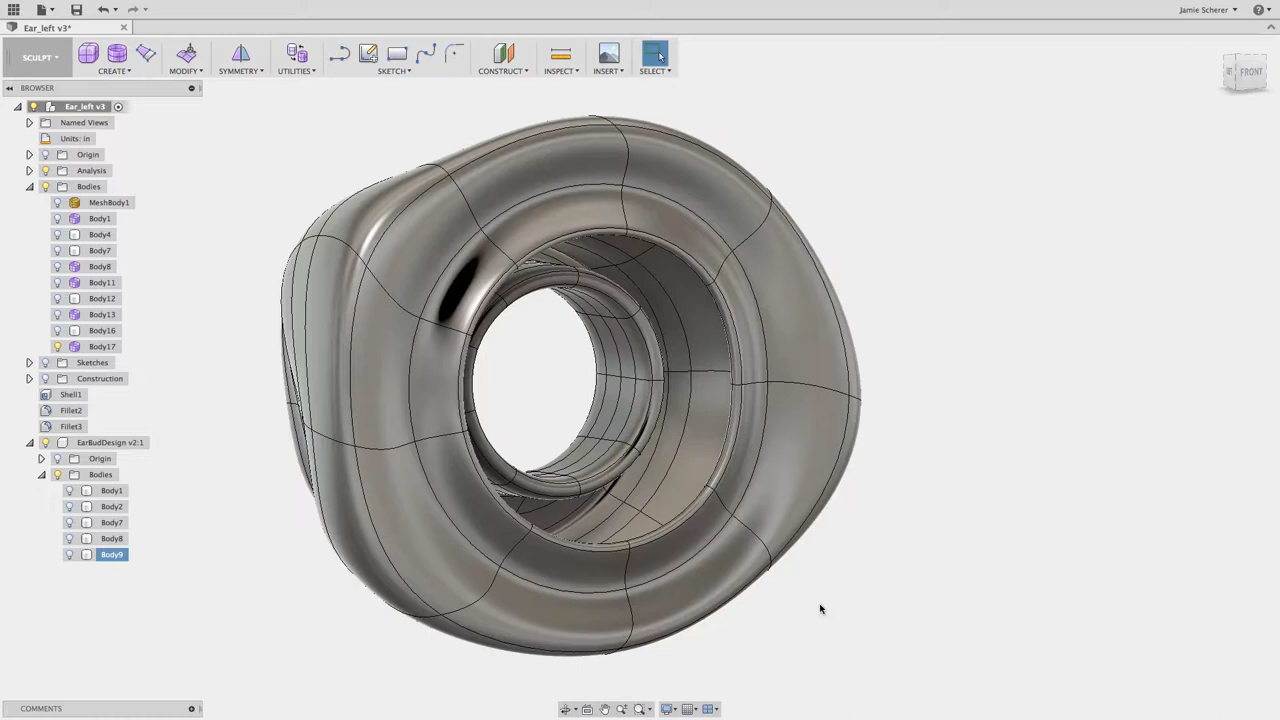 Jamie Scherer
Ear_left v3*
SCULPT
CREATE
MODIFY
SYMMETRY
UTILITIES
SKETCH
CONSTRUCT
INSPECT
INSERT
SELECT
FRONT
BROWSER
Ear_left v3
Named Views
Units: in
Origin
Analysis
Bodies
MeshBody1
Body1
Body4
Body7
Body8
Body11
Body12
Body13
Body16
Body17
Sketches
Construction
Shell1
Fillet2
Fillet3
EarBudDesign v2:1
Origin
Bodies
Body1
Body2
Body7
Body8
Body9
COMMENTS